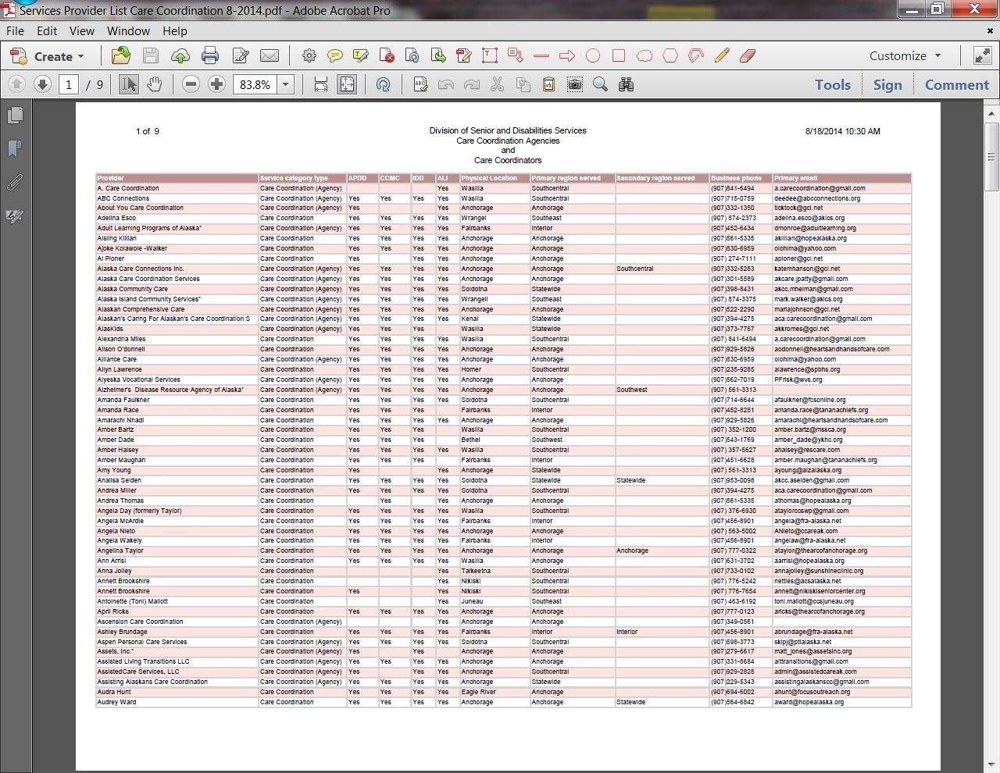 Services Provider List Care Coordination 8-2014.pdf - Adobe Acrobat Pro
File Edit View Window Help
Create Customize
1 / 9 83.8% Tools Sign Comment
1 of 9 Division of Senior and Disabilities Services 8/18/2014 10:30 AM
Care Coordination Agencies
and
Care Coordinators
Provider Service category type APDD CCMC IDD ALI Physical Location Primary region served Secondary region served Business phone Primary email
A. Care Coordination Care Coordination (Agency) Yes Wasilla Southcentral (907)841-6494 a.carecoordination@gmail.com
ABC Connections Care Coordination (Agency) Yes Yes Yes Yes Wasilla Southcentral (907)715-0759 deedee@abcconnections.org
About You Care Coordination Care Coordination (Agency) Yes Yes Anchorage Anchorage (907)332-1350 ticktock@gci.net
Adelina Esco Care Coordination Yes Yes Yes Yes Wrangel Southeast (907) 874-2373 adelina.esco@akics.org
Adult Learning Programs of Alaska* Care Coordination (Agency) Yes Yes Yes Yes Fairbanks Interior (907)452-6434 dmonroe@adultlearning.org
Aisling Killian Care Coordination Yes Yes Yes Yes Anchorage Anchorage (907)561-5335 akillian@hopealaska.org
Ajoke Kolawole -Walker Care Coordination Yes Yes Yes Yes Anchorage Anchorage (907)830-6959 olohima@yahoo.com
Al Ploner Care Coordination Yes Yes Yes Anchorage Anchorage (907) 274-7111 aploner@gci.net
Alaska Care Connections Inc. Care Coordination (Agency) Yes Yes Yes Yes Anchorage Anchorage Southcentral (907)332-5283 katemhanson@gci.net
Alaska Care Coordination Services Care Coordination (Agency) Yes Yes Yes Yes Anchorage Anchorage (907)301-5589 akcare.jpatty@gmail.com
Alaska Community Care Care Coordination (Agency) Yes Yes Yes Yes Soldotna Statewide (907)398-8431 akcc.mheiman@gmail.com
Alaska Island Community Services* Care Coordination (Agency) Yes Yes Yes Yes Wrangell Southeast (907) 874-3375 mark.walker@akics.org
Alaskan Comprehensive Care Care Coordination (Agency) Yes Yes Yes Yes Anchorage Anchorage (907)522-2290 mariajohnson@gci.net
Alaskan's Caring For Alaskan's Care Coordination S Care Coordination (Agency) Yes Yes Yes Yes Kenai Statewide (907)394-4275 aca.carecoordination@gmail.com
AlasKids Care Coordination (Agency) Yes Yes Yes Wasilla Statewide (907)373-7767 akkromes@gci.net
Alexandria Miles Care Coordination Yes Yes Yes Yes Wasilla Southcentral (907) 841-6494 a.carecoordination@gmail.com
Alison O'donnell Care Coordination Yes Yes Yes Yes Anchorage Anchorage (907)929-5826 aodonnell@heartsandhandsofcare.com
Alliance Care Care Coordination (Agency) Yes Yes Yes Yes Anchorage Anchorage (907)830-6959 olohima@yahoo.com
Allyn Lawrence Care Coordination Yes Yes Yes Yes Homer Southcentral (907)235-9285 alawrence@spbhs.org
Alyeska Vocational Services Care Coordination (Agency) Yes Yes Yes Yes Anchorage Anchorage (907)562-7019 PFrisk@wvs.org
Alzheimer's Disease Resource Agency of Alaska* Care Coordination (Agency) Yes Yes Yes Yes Anchorage Anchorage Southwest (907) 561-3313
Amanda Faulkner Care Coordination Yes Yes Yes Yes Soldotna Southcentral (907)714-6644 afaulkner@fcsonline.org
Amanda Race Care Coordination Yes Yes Yes Fairbanks Interior (907)452-8251 amanda.race@tananachiefs.org
Amarachi Nnadi Care Coordination Yes Yes Yes Yes Anchorage Anchorage (907)929-5826 amarachi@heartsandhandsofcare.com
Amber Bartz Care Coordination Yes Yes Yes Wasilla Southcentral (907) 352-1200 amber.bartz@mssca.org
Amber Dade Care Coordination Yes Yes Yes Bethel Southwest (907)543-1769 amber_dade@ykhc.org
Amber Halsey Care Coordination Yes Yes Yes Yes Wasilla Southcentral (907) 357-5627 ahalsey@rescare.com
Amber Maughan Care Coordination Yes Yes Yes Fairbanks Interior (907)451-6628 amber.maughan@tananachiefs.org
Amy Young Care Coordination Yes Yes Anchorage Statewide (907) 561-3313 ayoung@alzalaska.org
Analisa Selden Care Coordination Yes Yes Yes Yes Soldotna Statewide Statewide (907)953-0098 akcc.aselden@gmail.com
Andrea Miller Care Coordination Yes Yes Yes Yes Soldotna Southcentral (907)394-4275 aca.carecoordination@gmail.com
Andrea Thomas Care Coordination Yes Yes Anchorage Anchorage (907)561-5335 athomas@hopealaska.org
Angela Day (formerly Taylor) Care Coordination Yes Yes Yes Yes Wasilla Southcentral (907) 376-6930 ataylorccswp@gmail.com
Angela McArdle Care Coordination Yes Yes Yes Yes Fairbanks Interior (907)456-8901 angela@fra-alaska.net
Angela Nieto Care Coordination Yes Yes Yes Yes Anchorage Anchorage (907) 563-5002 ANieto@ccareak.com
Angela Wakely Care Coordination Yes Yes Yes Yes Fairbanks Interior (907)456-8901 angelaw@fra-alaska.net
Angelina Taylor Care Coordination Yes Yes Yes Yes Anchorage Anchorage Anchorage (907) 777-0322 ataylor@thearcofanchorage.org
Ann Arrisi Care Coordination Yes Yes Yes Yes Wasilla Anchorage (907)631-3702 aarrisi@hopealaska.org
Anna Jolley Care Coordination Yes Talkeetna Southcentral (907)733-0102 annajolley@sunshineclinic.org
Annett Brookshire Care Coordination Yes Nikiski Southcentral (907) 776-5242 netties@acsalaska.net
Annett Brookshire Care Coordination Yes Yes Nikiski Southcentral (907) 776-7654 annett@nikiskiseniorcenter.org
Antoinette (Toni) Mallott Care Coordination Yes Juneau Southeast (907) 463-6192 toni.mallott@ccsjuneau.org
April Ricks Care Coordination Yes Yes Yes Yes Anchorage Anchorage (907)777-0123 aricks@thearcofanchorage.org
Ascension Care Coordination Care Coordination (Agency) Yes Anchorage Anchorage (907)349-0561
Ashley Brundage Care Coordination Yes Yes Yes Yes Fairbanks Interior Interior (907)456-8901 abrundage@fra-alaska.net
Aspen Personal Care Services Care Coordination (Agency) Yes Yes Yes Yes Soldotna Southcentral (907)598-3773 skipj@ptialaska.net
Assets, Inc.* Care Coordination (Agency) Yes Yes Anchorage Anchorage (907)279-6617 matt_jones@assetsinc.org
Assisted Living Transitions LLC Care Coordination (Agency) Yes Yes Yes Yes Anchorage Anchorage (907)331-8684 alttransitions@gmail.com
AssistedCare Services, LLC Care Coordination (Agency) Yes Yes Yes Anchorage Southcentral (907)929-2828 admin@assistedcareak.com
Assisting Alaskans Care Coordination Care Coordination (Agency) Yes Yes Yes Yes Anchorage Statewide (907)229-5343 assistingalaskanscc@gmail.com
Audra Hunt Care Coordination Yes Yes Yes Yes Eagle River Anchorage (907)694-6002 ahunt@focusoutreach.org
Audrey Ward Care Coordination Yes Yes Yes Yes Anchorage Anchorage Statewide (907)564-6842 award@hopealaska.org